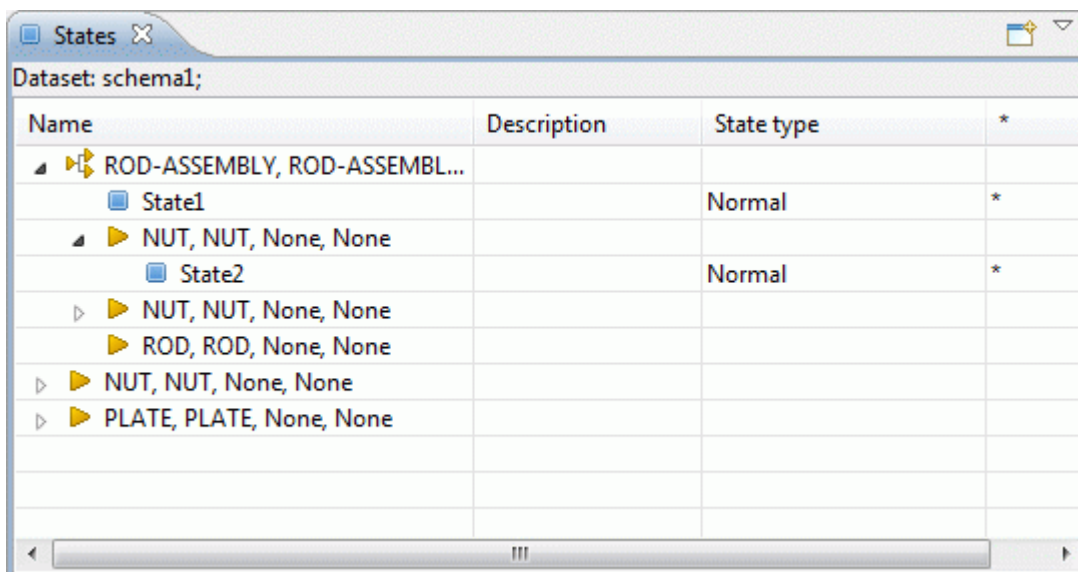 States
Dataset: schema1;
Name Description State type *
ROD-ASSEMBLY, ROD-ASSEMBL...
State1 Normal *
NUT, NUT, None, None
State2 Normal *
NUT, NUT, None, None
ROD, ROD, None, None
NUT, NUT, None, None
PLATE, PLATE, None, None